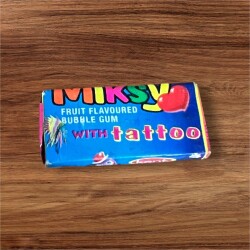 Miksy
FRUIT FLAVOURED
BUBBLE GUM
WITH tattoo